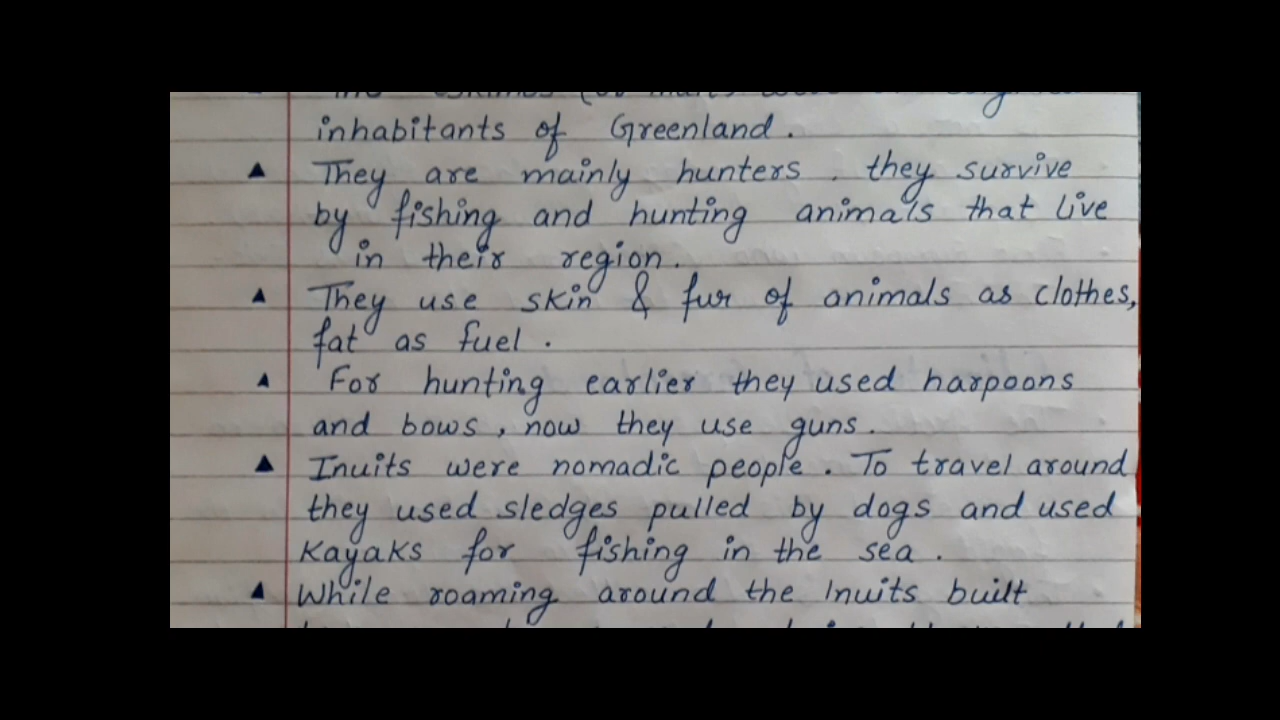 inhabitants of Greenland.
They are mainly hunters. they survive
by fishing and hunting animals that live
in their region.
They use skin & fur of animals as clothes,
fat as fuel.
For hunting earlier they used harpoons
and bows, now they use guns.
Inuits were nomadic people. To travel around
they used sledges pulled by dogs and used
Kayaks for fishing in the sea.
While roaming around the Inuits built